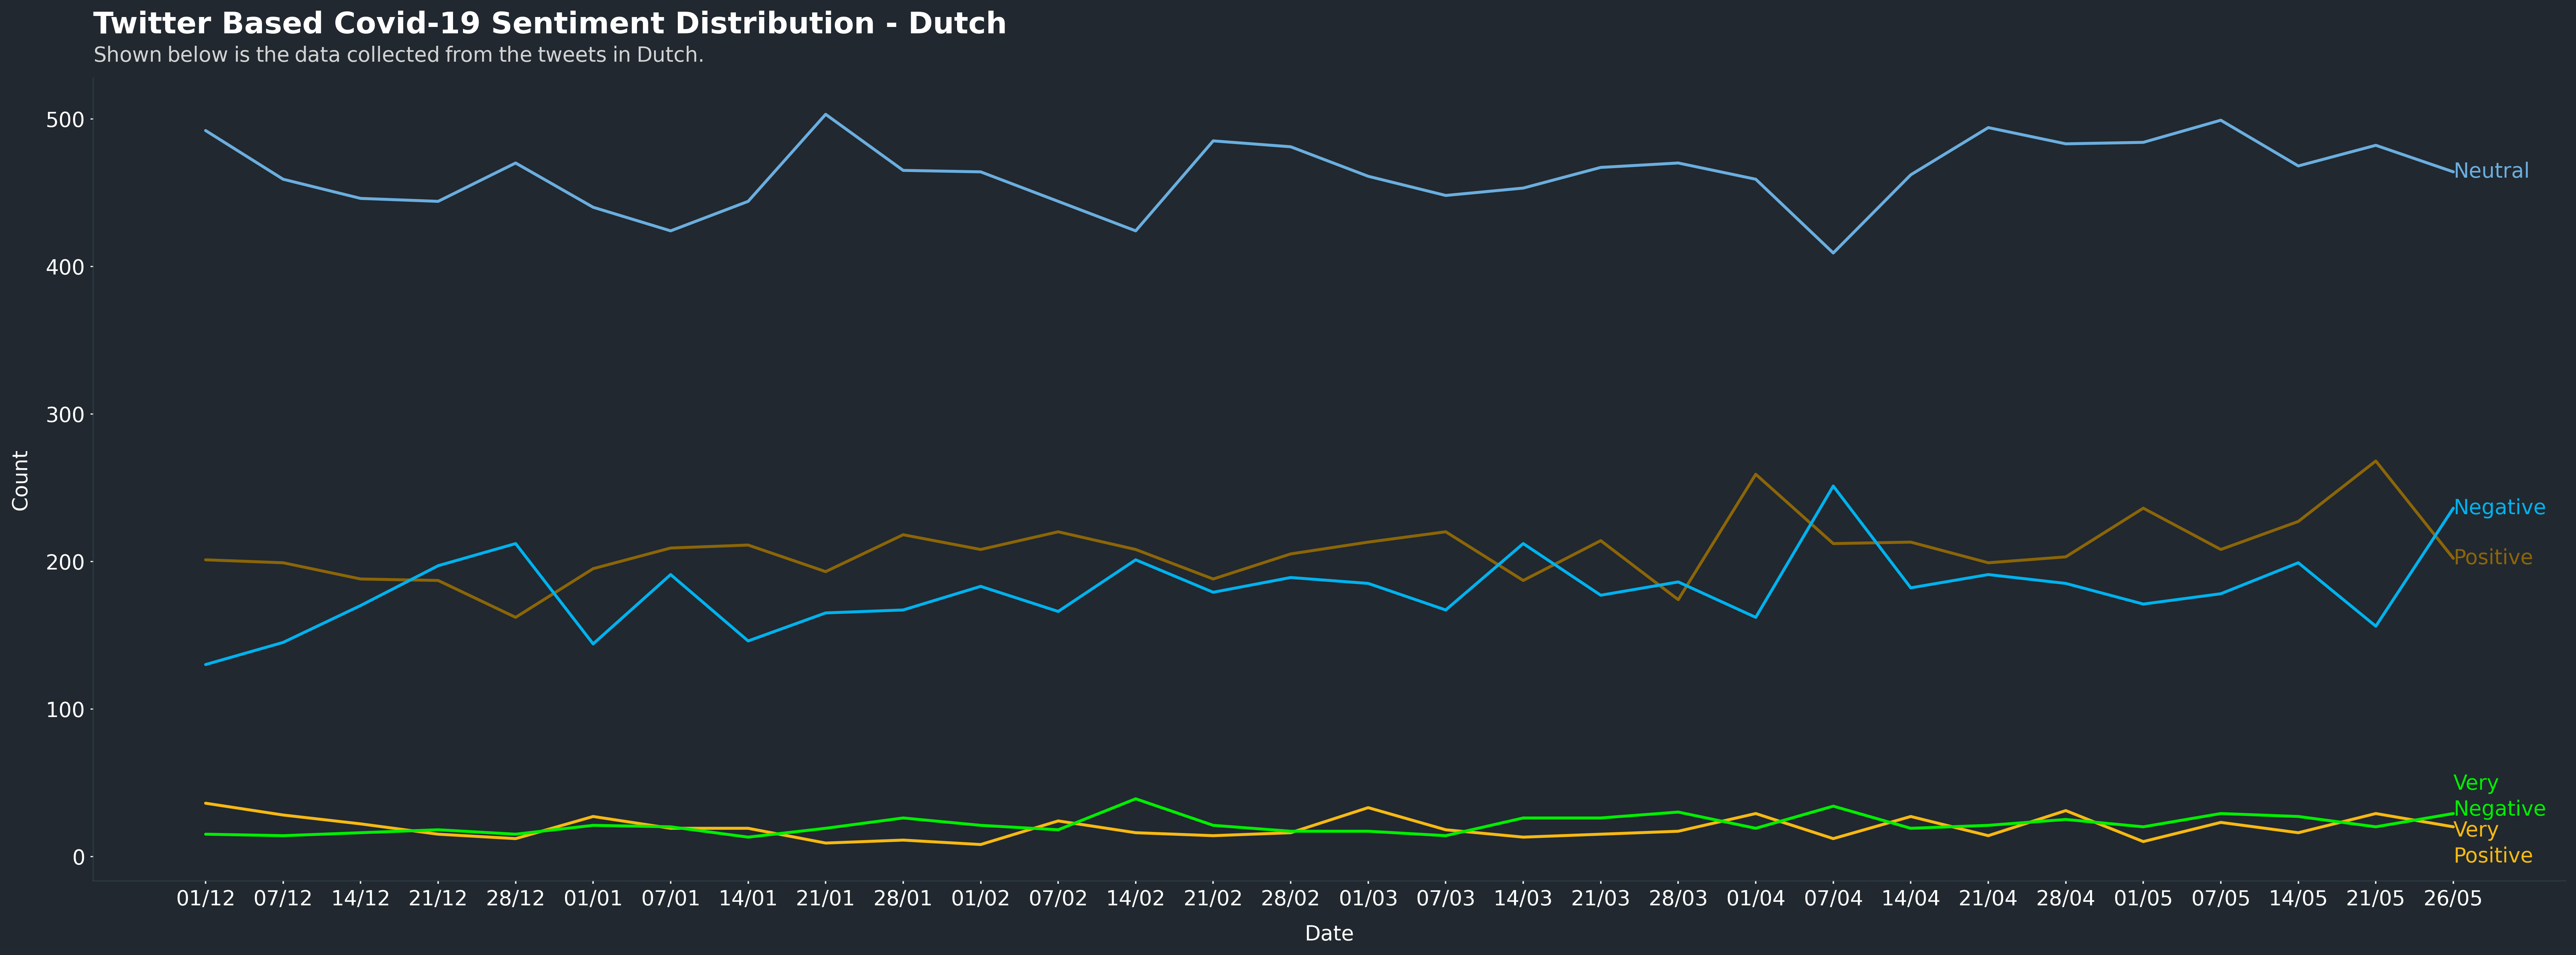 Twitter Based Covid-19 Sentiment Distribution - Dutch
Shown below is the data collected from the tweets in Dutch.
500
400
300
200
100
0
Count
Neutral
Negative
Positive
Very
Negative
Very
Positive
01/12 07/12 14/12 21/12 28/12 01/01 07/01 14/01 21/01 28/01 01/02 07/02 14/02 21/02 28/02 01/03 07/03 14/03 21/03 28/03 01/04 07/04 14/04 21/04 28/04 01/05 07/05 14/05 21/05 26/05
Date